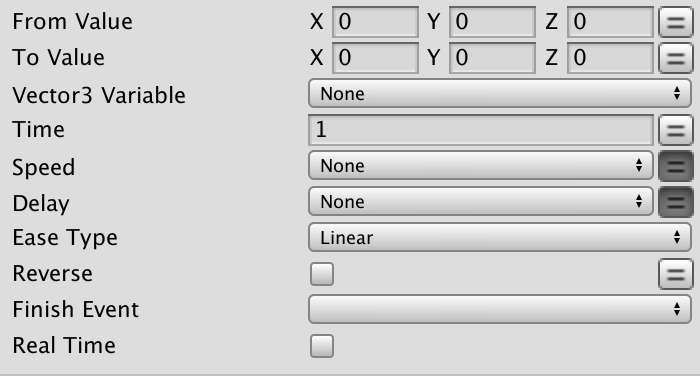 From Value X 0 Y 0 Z 0
To Value X 0 Y 0 Z 0
Vector3 Variable None
Time 1
Speed None
Delay None
Ease Type Linear
Reverse
Finish Event
Real Time